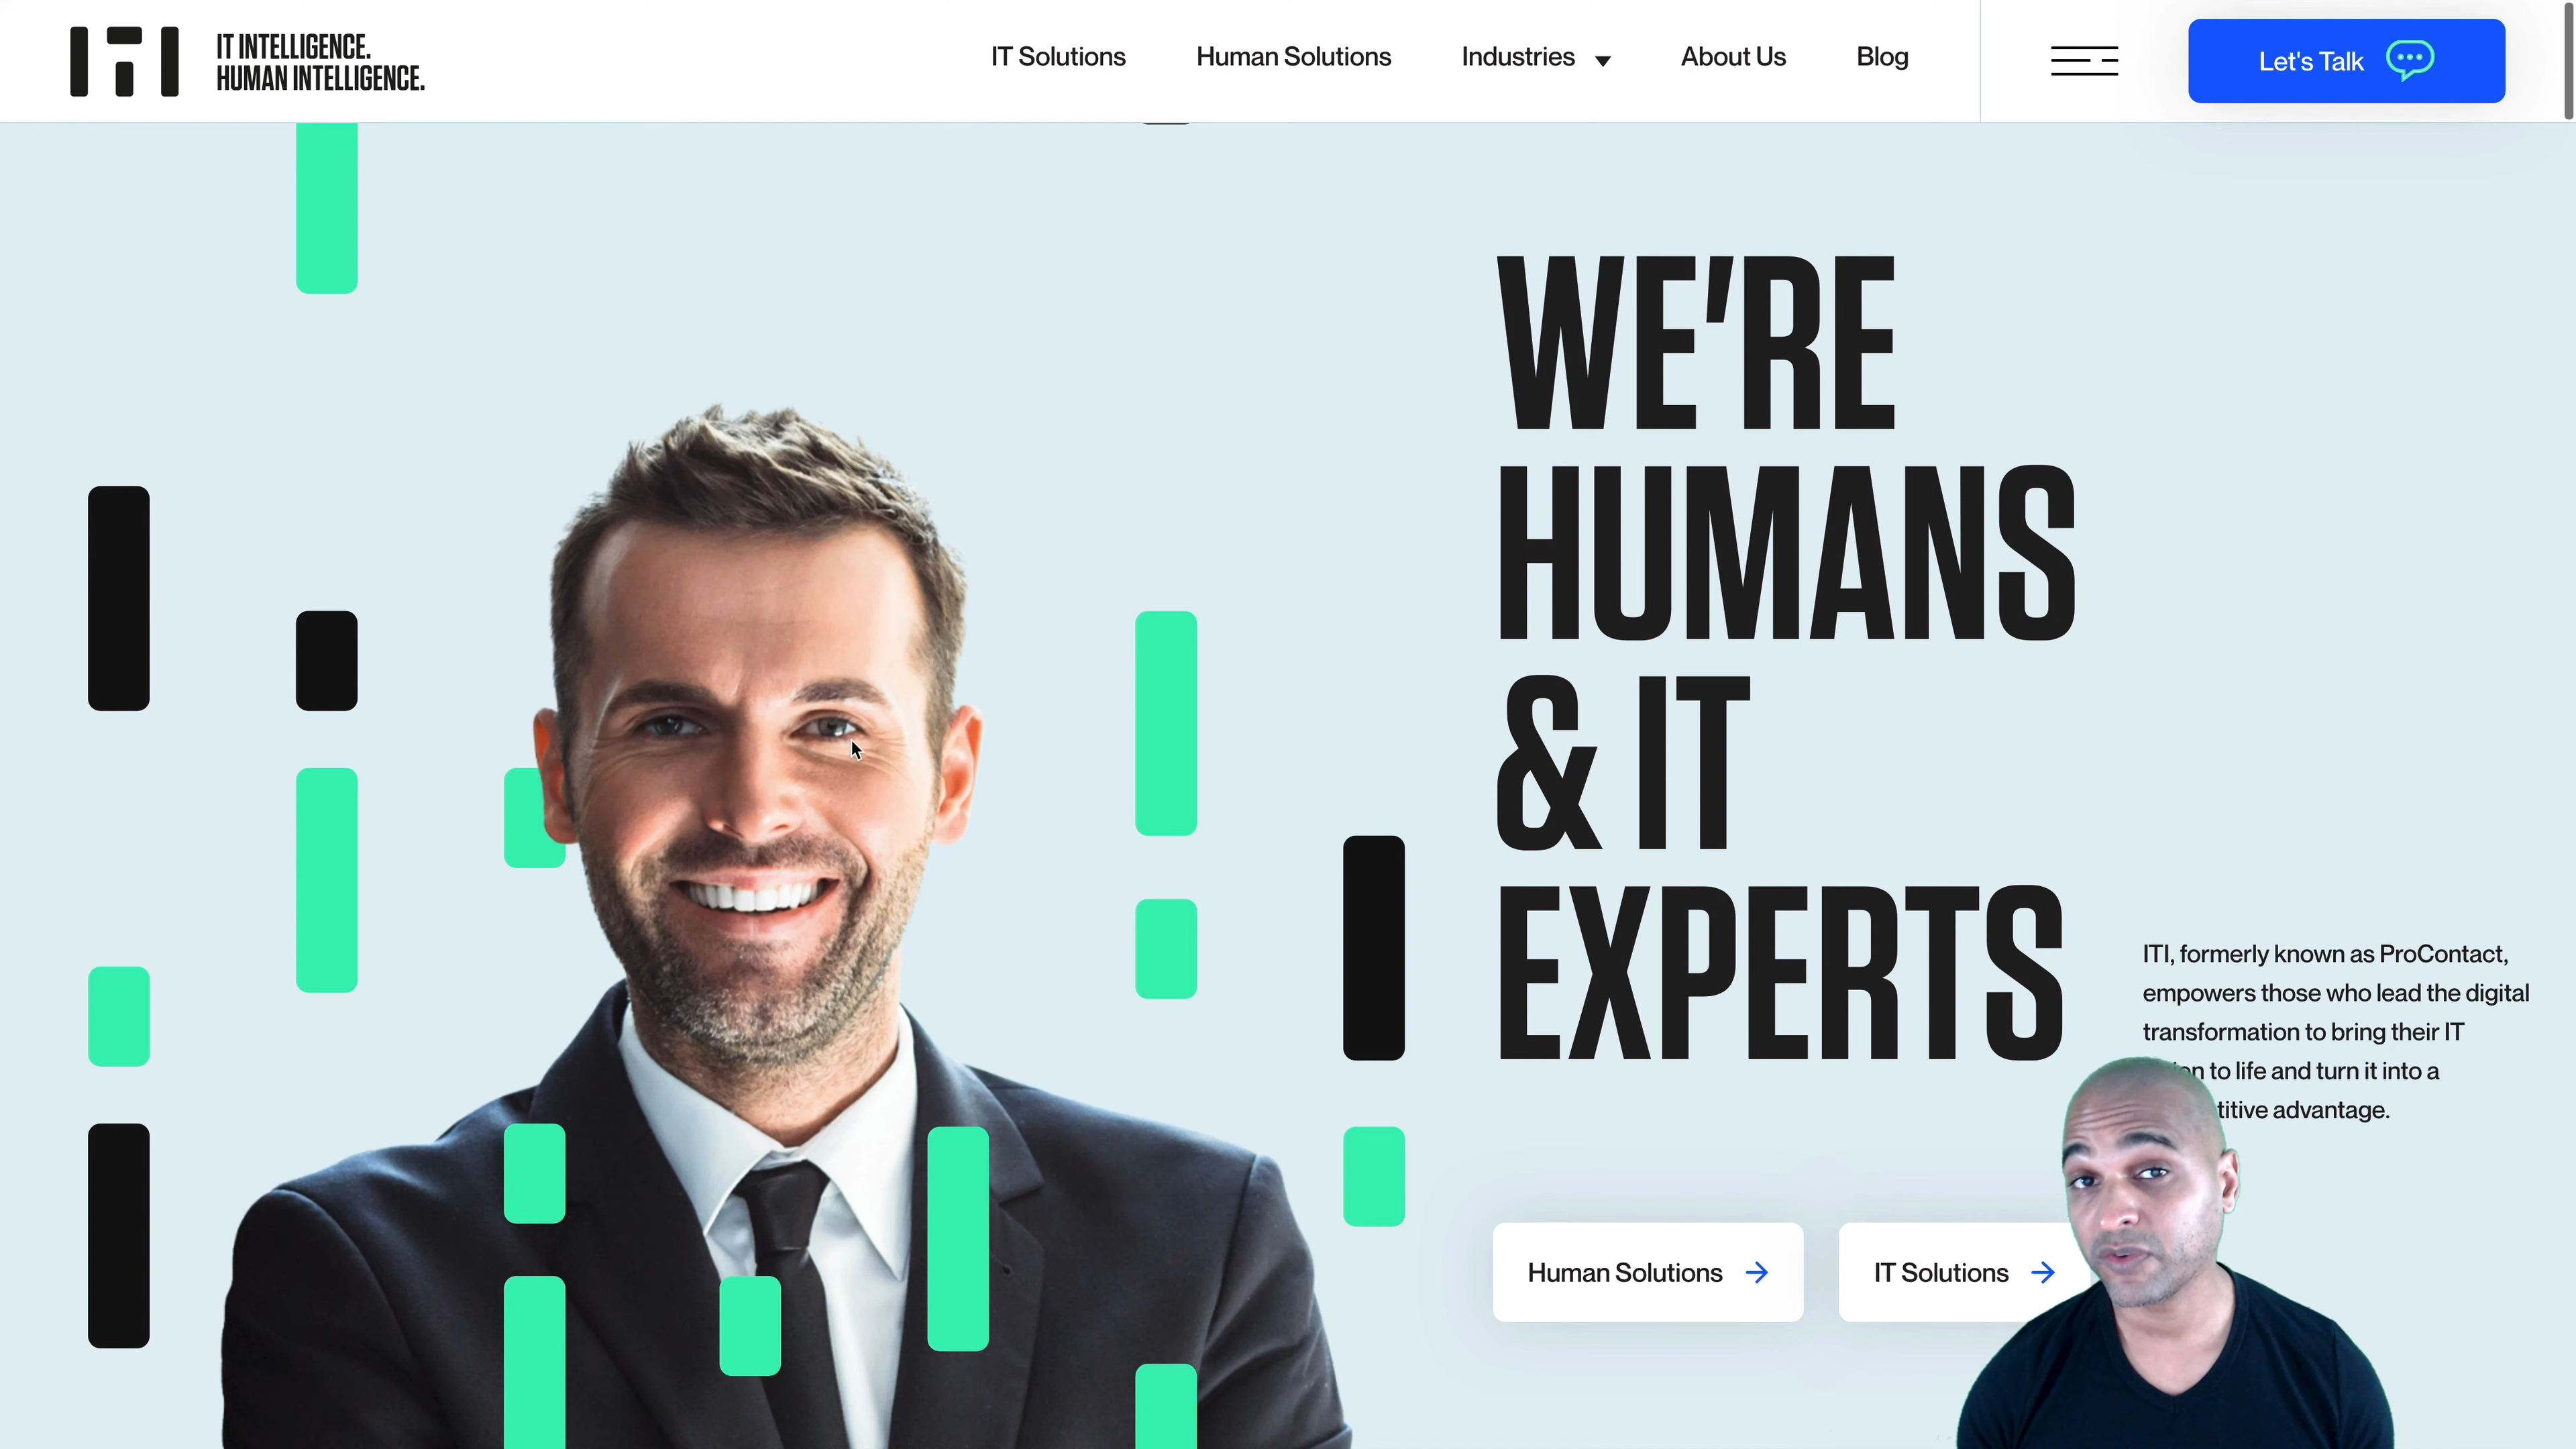 IT INTELLIGENCE.
HUMAN INTELLIGENCE.
IT Solutions
Human Solutions
Industries
About Us
Blog
Let's Talk
WE'RE
HUMANS
& IT
EXPERTS
ITI, formerly known as ProContact,
empowers those who lead the digital
transformation to bring their IT
to life and turn it into a
advantage.
Human Solutions
IT Solutions